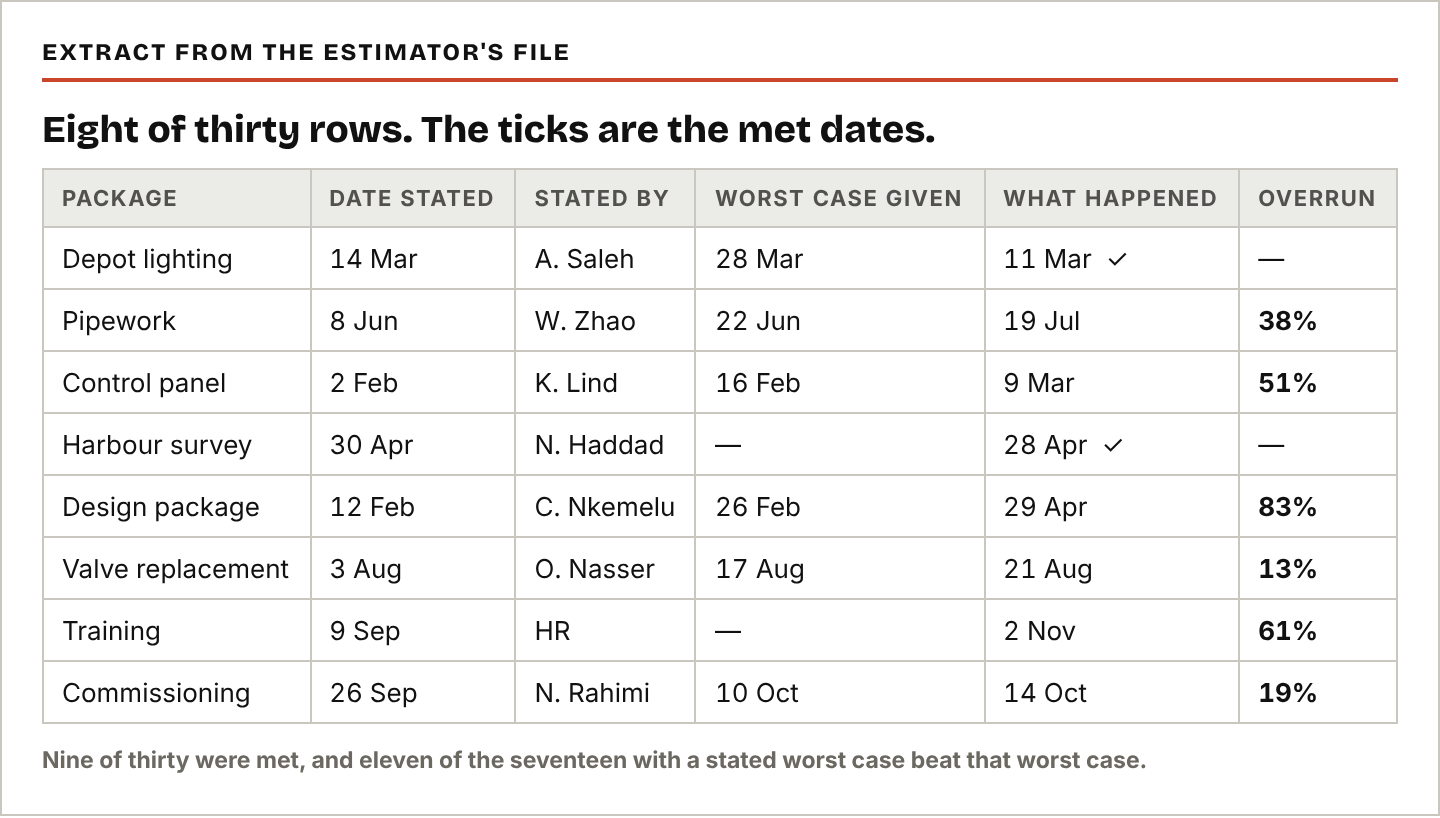 EXTRACT FROM THE ESTIMATOR'S FILE
Eight of thirty rows. The ticks are the met dates.
PACKAGE DATE STATED STATED BY WORST CASE GIVEN WHAT HAPPENED OVERRUN
Depot lighting 14 Mar A. Saleh 28 Mar 11 Mar ✓ —
Pipework 8 Jun W. Zhao 22 Jun 19 Jul 38%
Control panel 2 Feb K. Lind 16 Feb 9 Mar 51%
Harbour survey 30 Apr N. Haddad — 28 Apr ✓ —
Design package 12 Feb C. Nkemelu 26 Feb 29 Apr 83%
Valve replacement 3 Aug O. Nasser 17 Aug 21 Aug 13%
Training 9 Sep HR — 2 Nov 61%
Commissioning 26 Sep N. Rahimi 10 Oct 14 Oct 19%
Nine of thirty were met, and eleven of the seventeen with a stated worst case beat that worst case.